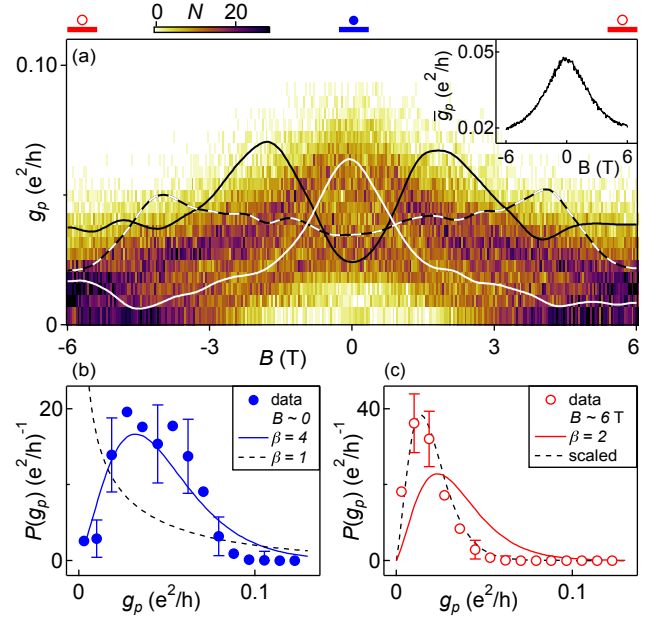 0 N 20
(a)
0.10
0
g_p (e²/h)
-6 -3 0 3 6
B (T)
0.05
0.02
g̅_p (e²/h)
-6 0 6
B (T)
(b)
20
0
P(g_p) (e²/h)⁻¹
data
B ~ 0
β = 4
β = 1
0 0.1
g_p (e²/h)
(c)
40
0
P(g_p) (e²/h)⁻¹
data
B ~ 6 T
β = 2
scaled
0 0.1
g_p (e²/h)